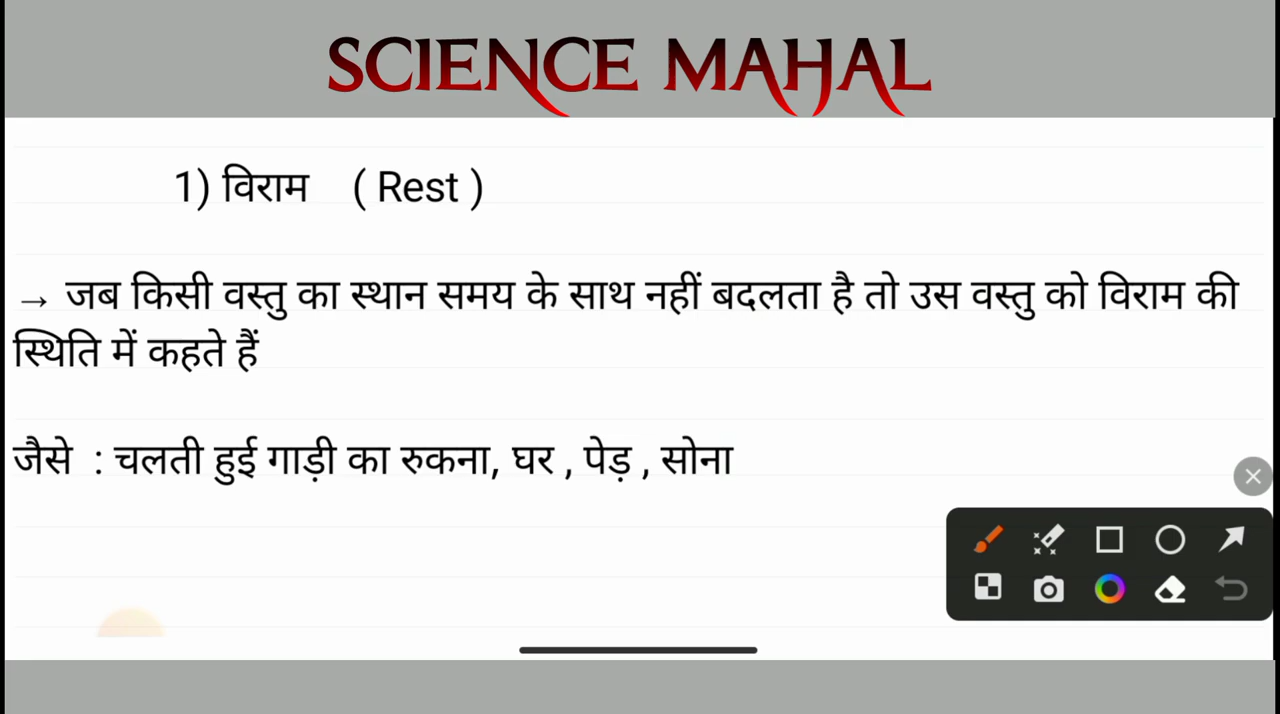 SCIENCE MAHAL
1) विराम ( Rest )
→ जब किसी वस्तु का स्थान समय के साथ नहीं बदलता है तो उस वस्तु को विराम की
स्थिति में कहते हैं
जैसे : चलती हुई गाड़ी का रुकना, घर , पेड़ , सोना